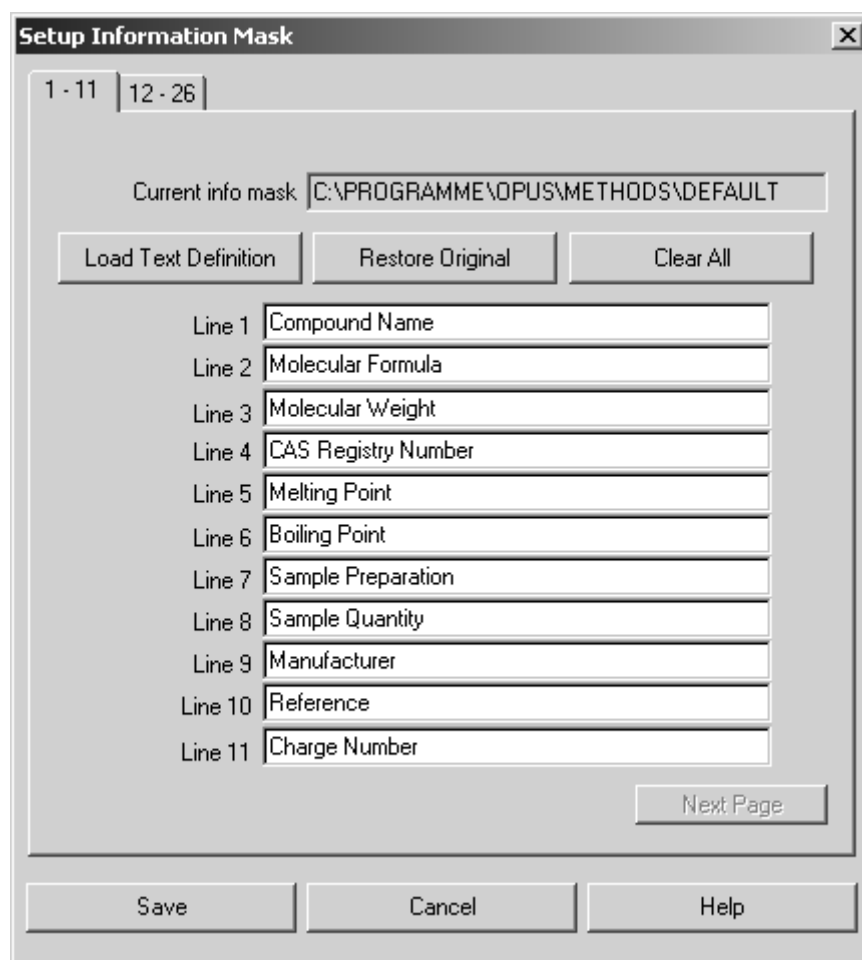 Setup Information Mask
1 - 11 12 - 26
Current info mask C:\PROGRAMME\OPUS\METHODS\DEFAULT
Load Text Definition Restore Original Clear All
Line 1 Compound Name
Line 2 Molecular Formula
Line 3 Molecular Weight
Line 4 CAS Registry Number
Line 5 Melting Point
Line 6 Boiling Point
Line 7 Sample Preparation
Line 8 Sample Quantity
Line 9 Manufacturer
Line 10 Reference
Line 11 Charge Number
Next Page
Save Cancel Help